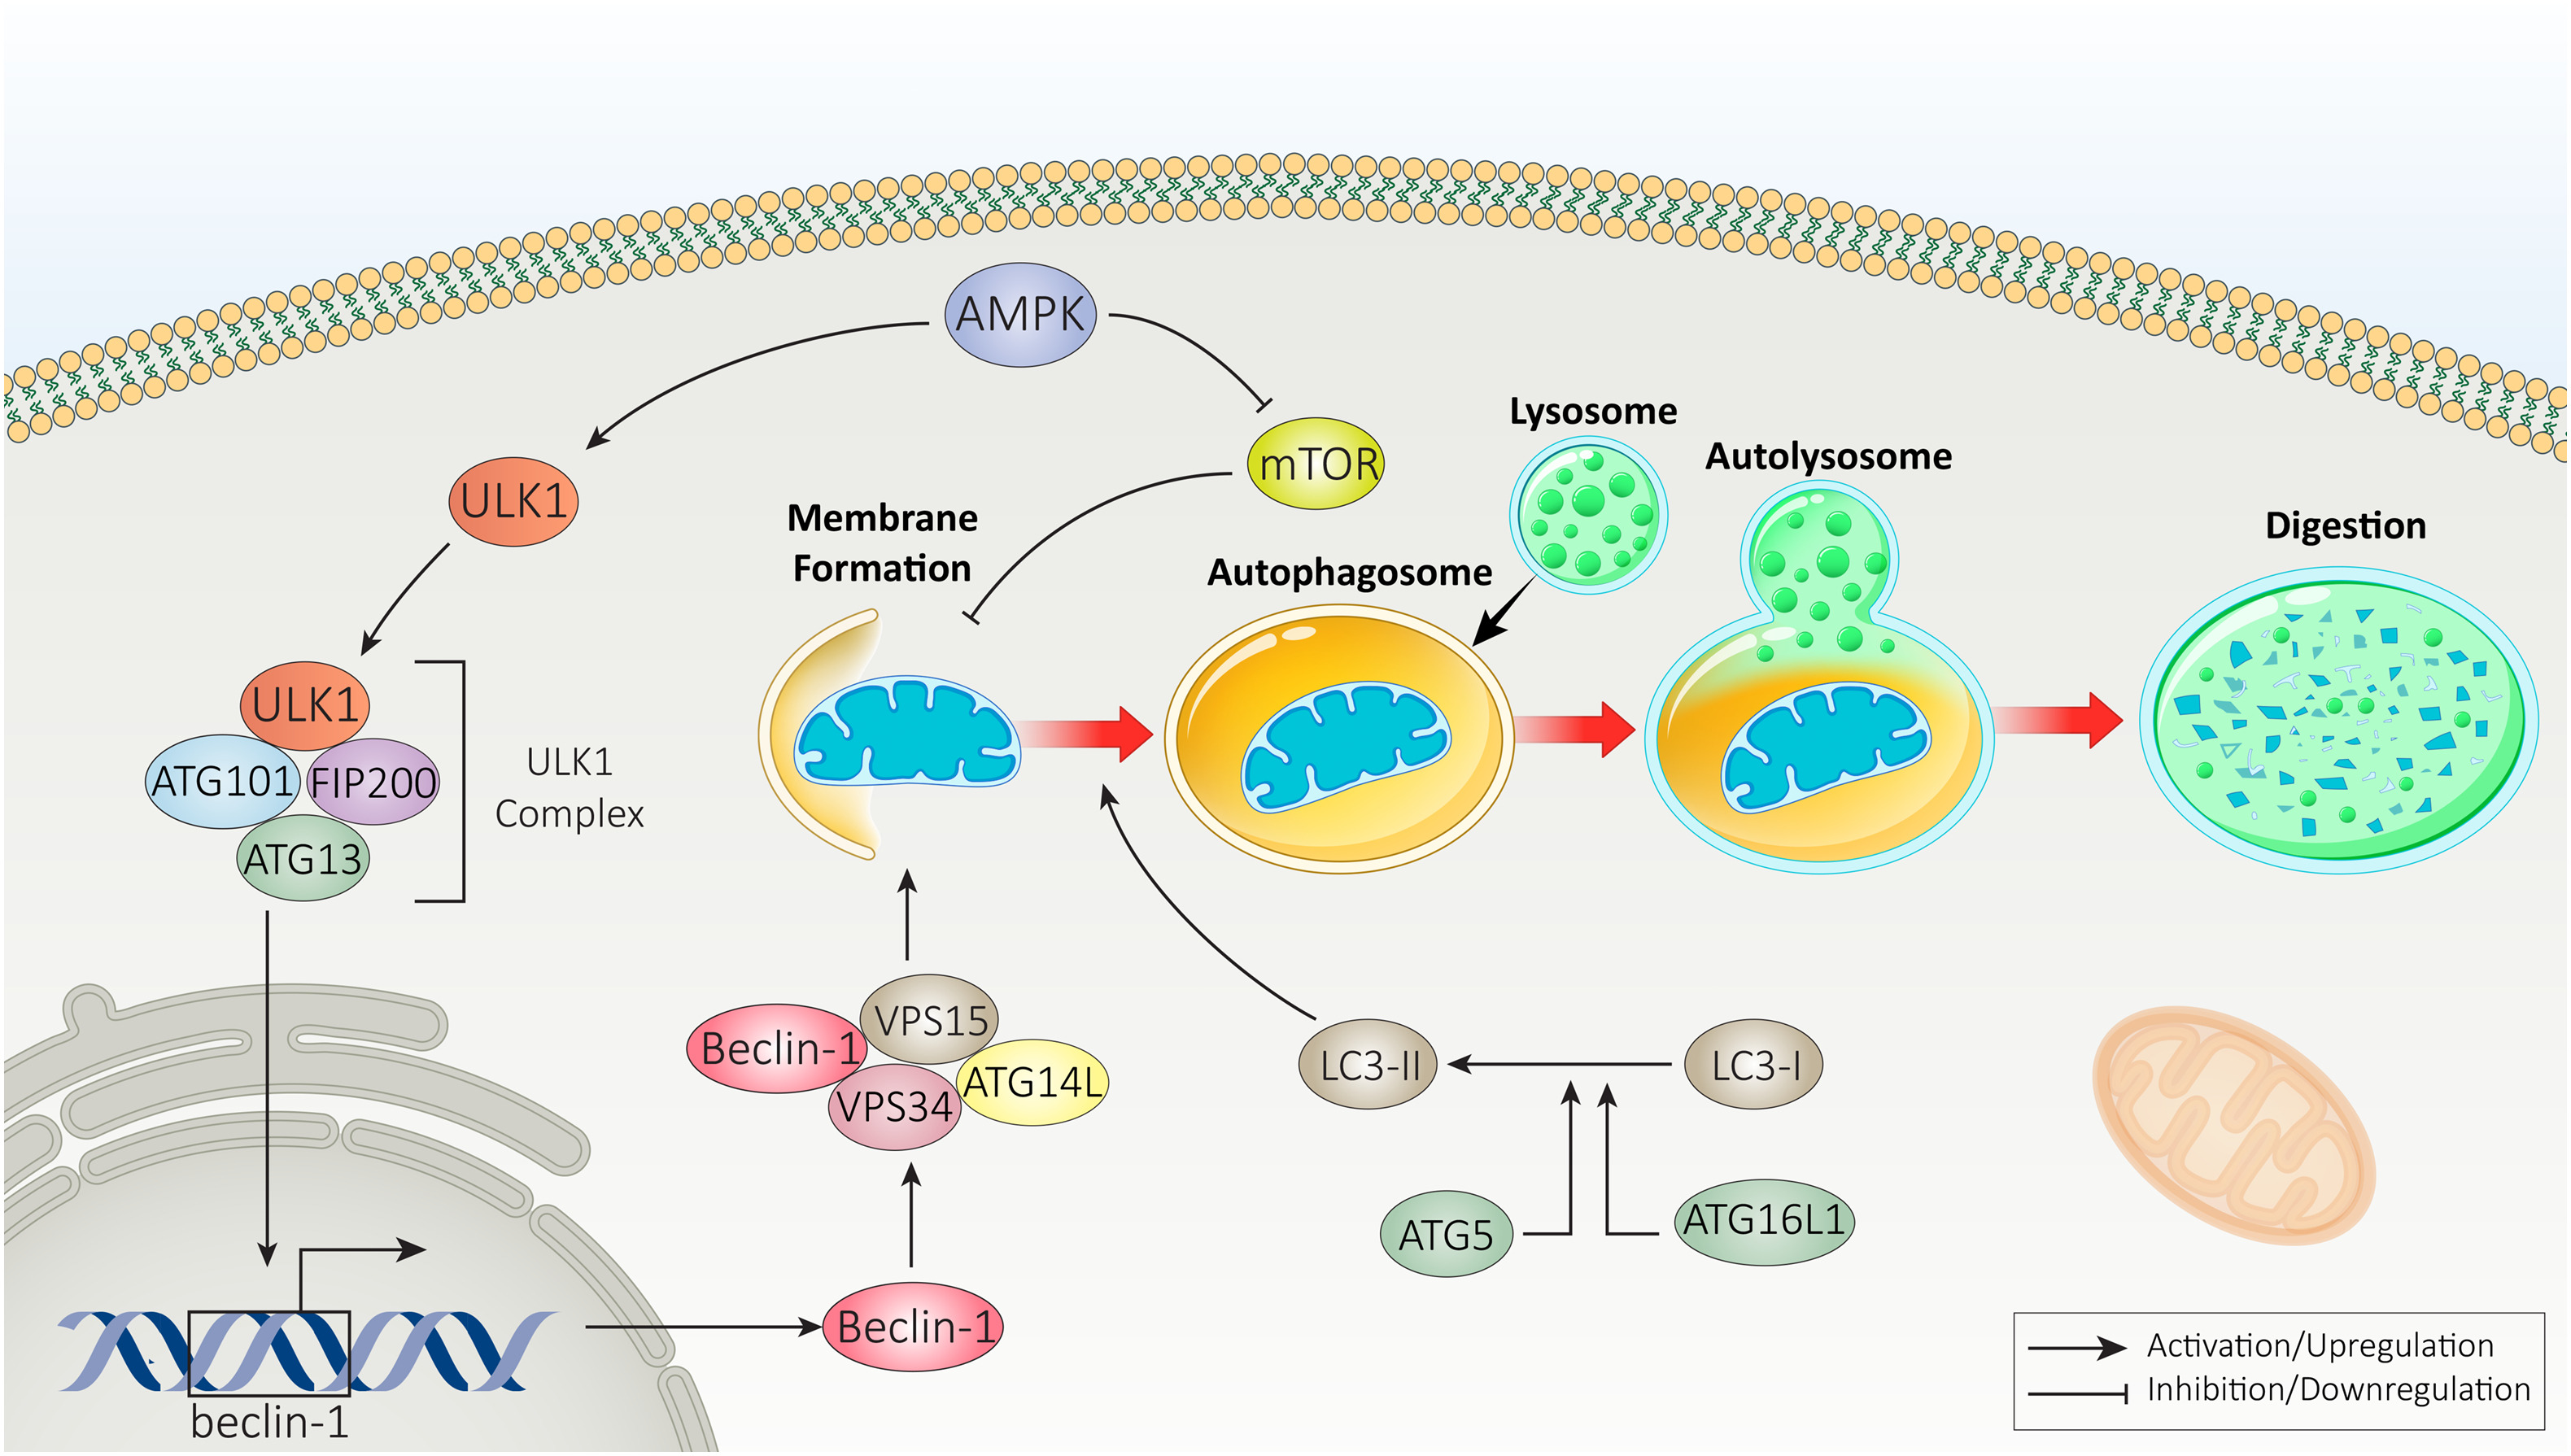 AMPK
Lysosome
Autolysosome
mTOR
ULK1
Membrane
Formation
Digestion
Autophagosome
ULK1
ATG101
FIP200
ATG13
ULK1
Complex
VPS15
Beclin-1
ATG14L
VPS34
LC3-II
LC3-I
ATG5
ATG16L1
Beclin-1
beclin-1
Activation/Upregulation
Inhibition/Downregulation